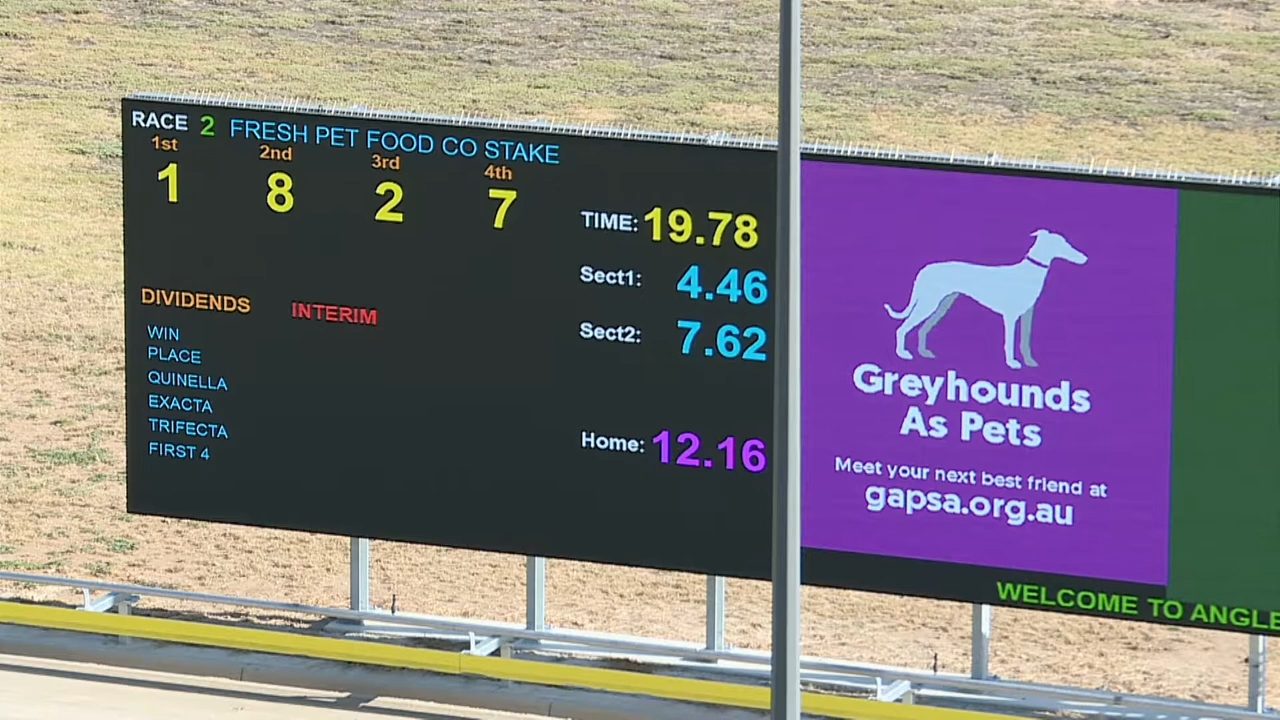 RACE 2 FRESH PET FOOD CO STAKE
1st 2nd 3rd 4th
1 8 2 7
TIME: 19.78
Sect1: 4.46
Sect2: 7.62
Home: 12.16
DIVIDENDS INTERIM
WIN
PLACE
QUINELLA
EXACTA
TRIFECTA
FIRST 4
Greyhounds
As Pets
Meet your next best friend at
gapsa.org.au
WELCOME TO ANGLE